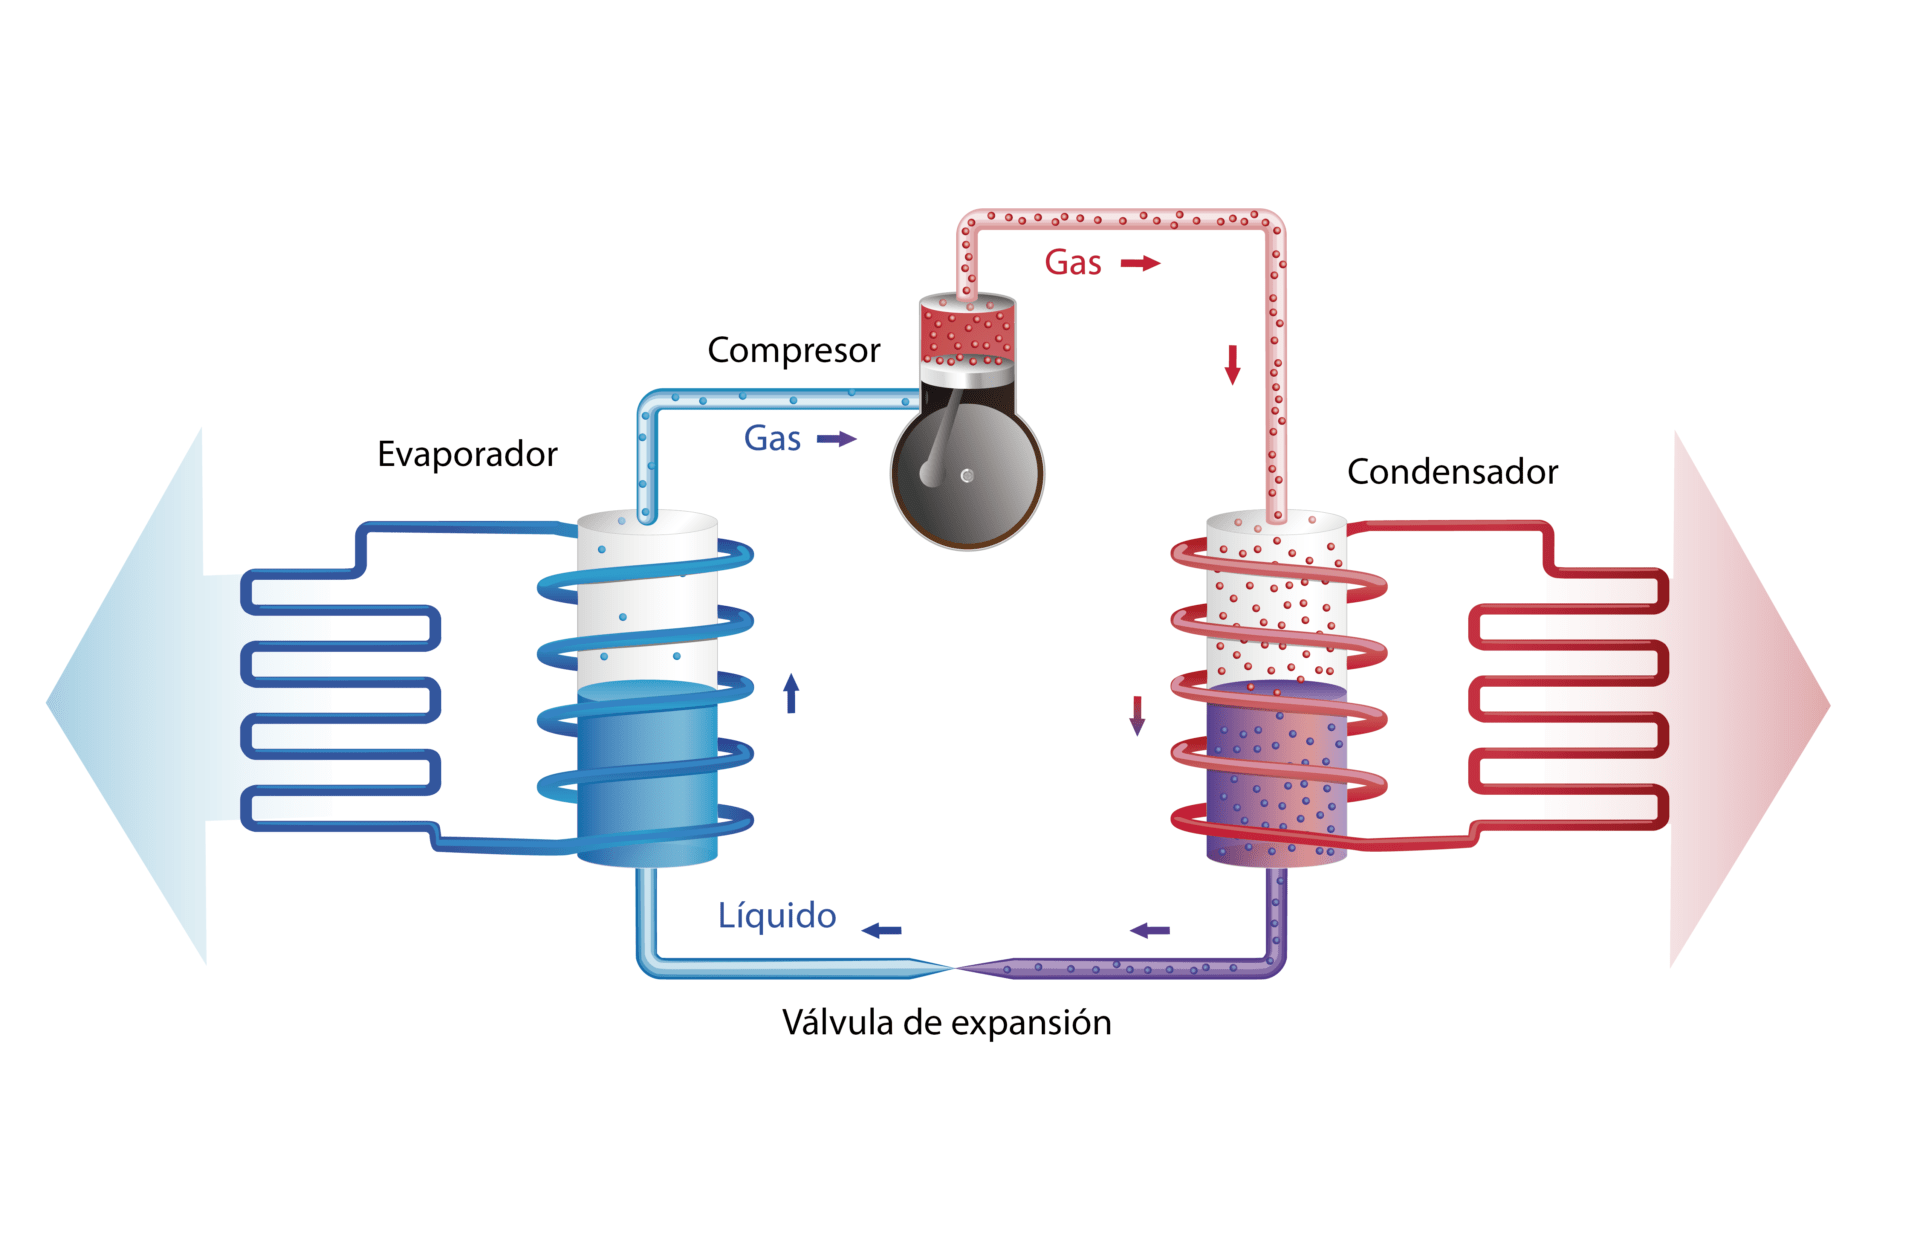 Gas
Compresor
Gas
Evaporador
Condensador
Líquido
Válvula de expansión